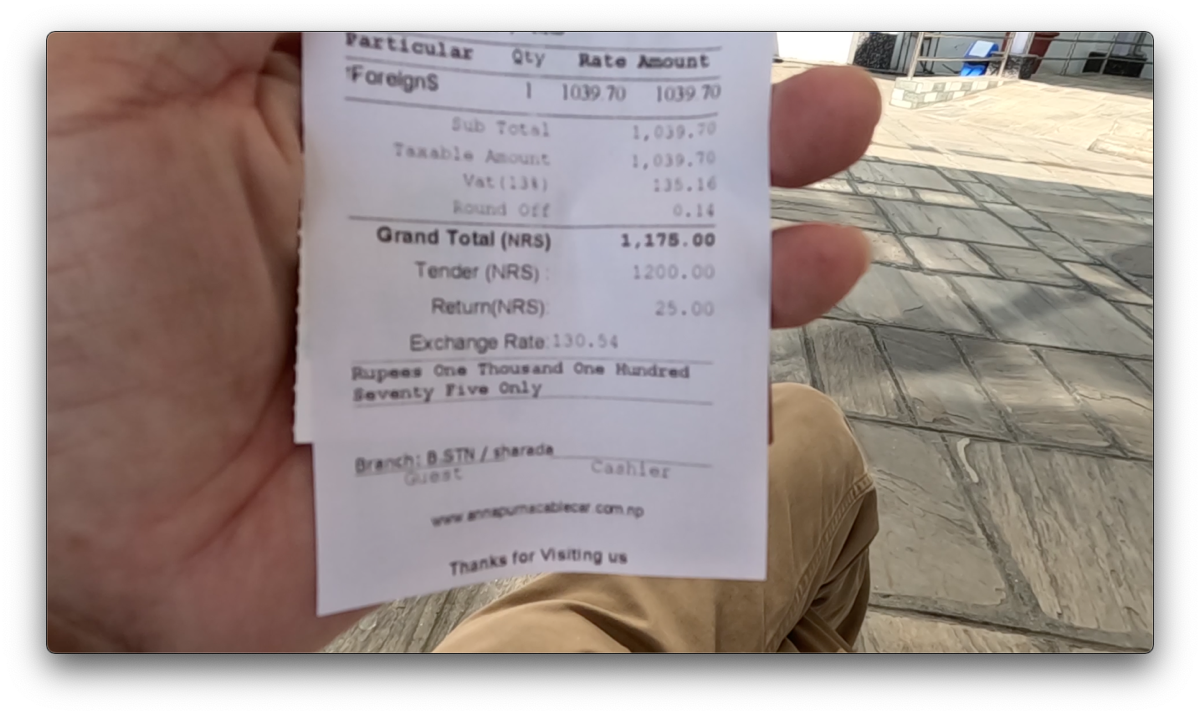 Particular Qty Rate Amount
Foreign$ 1 1039.70 1039.70
Sub Total 1,039.70
Taxable Amount 1,039.70
Vat(13%) 135.16
Round Off 0.14
Grand Total (NRS) 1,175.00
Tender (NRS) : 1200.00
Return(NRS): 25.00
Exchange Rate:130.54
Rupees One Thousand One Hundred
Seventy Five Only
Branch: B.STN / sharada
Guest Cashier
www.annapurnacablecar.com.np
Thanks for Visiting us